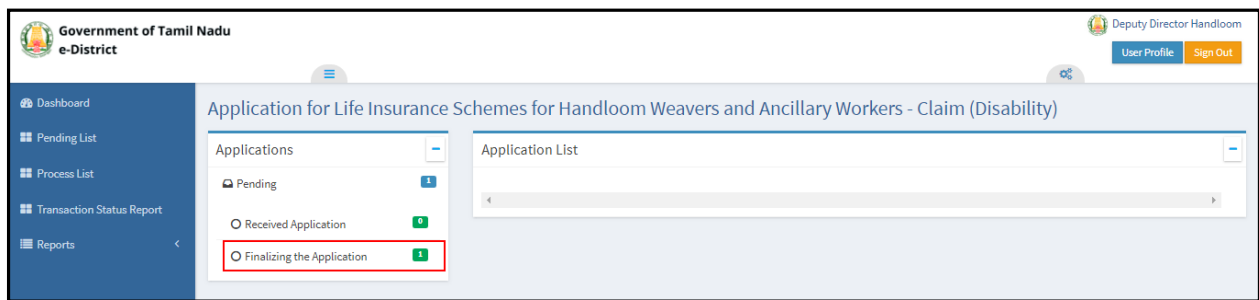 Government of Tamil Nadu
e-District
Deputy Director Handloom
User Profile
Sign Out
Dashboard
Pending List
Process List
Transaction Status Report
Reports
Application for Life Insurance Schemes for Handloom Weavers and Ancillary Workers - Claim (Disability)
Applications
Pending 1
Received Application 0
Finalizing the Application 1
Application List